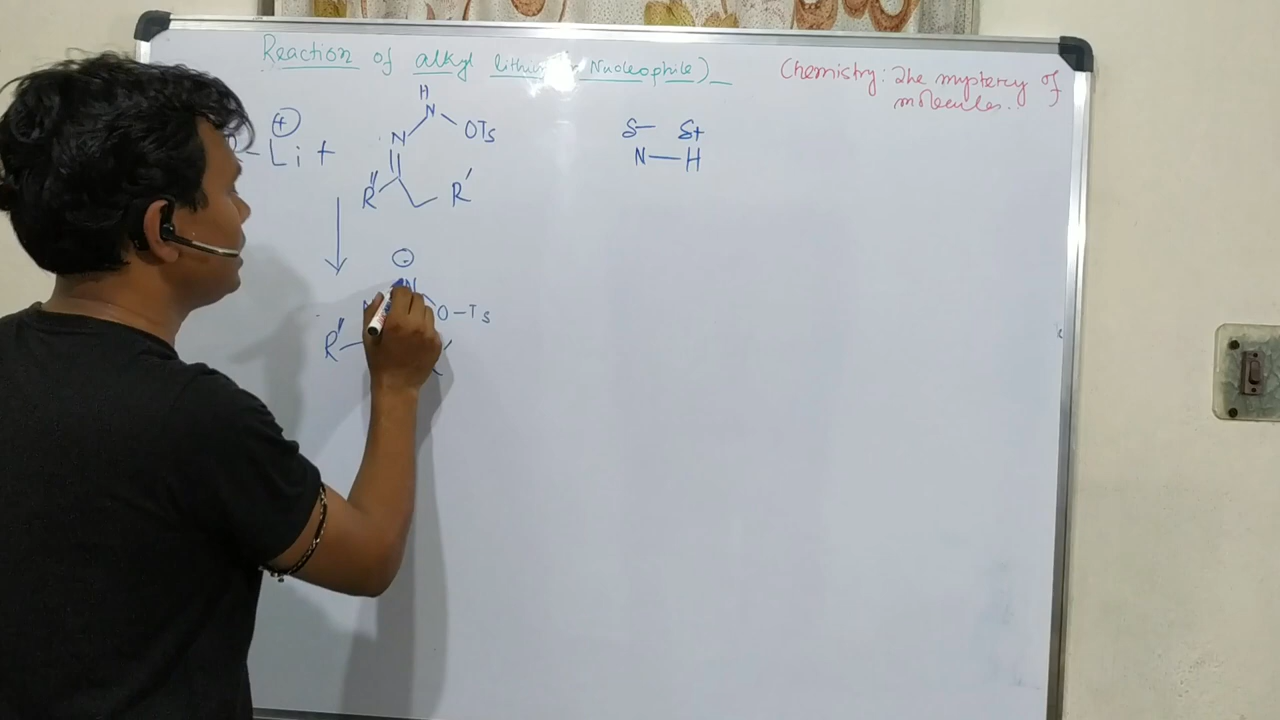 Reaction of alkyl lithium (Nucleophile)
(Chemistry: The mystery of
molecules.
H
N
OTs
N
Li +
R''
R'
δ- δ+
N—H
N
O-Ts
R''